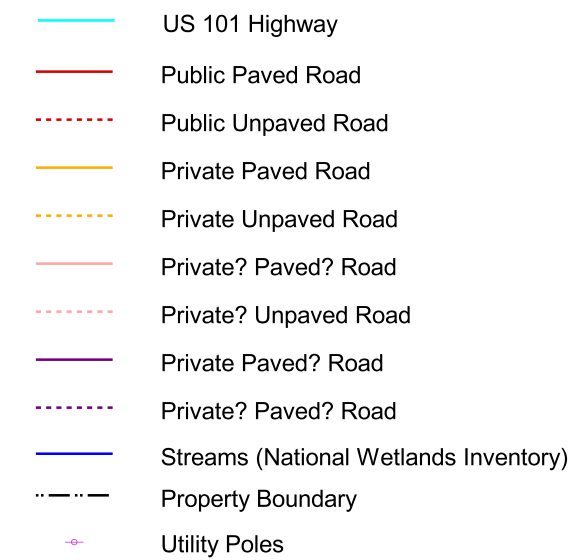 US 101 Highway
Public Paved Road
Public Unpaved Road
Private Paved Road
Private Unpaved Road
Private? Paved? Road
Private? Unpaved Road
Private Paved? Road
Private? Paved? Road
Streams (National Wetlands Inventory)
Property Boundary
Utility Poles